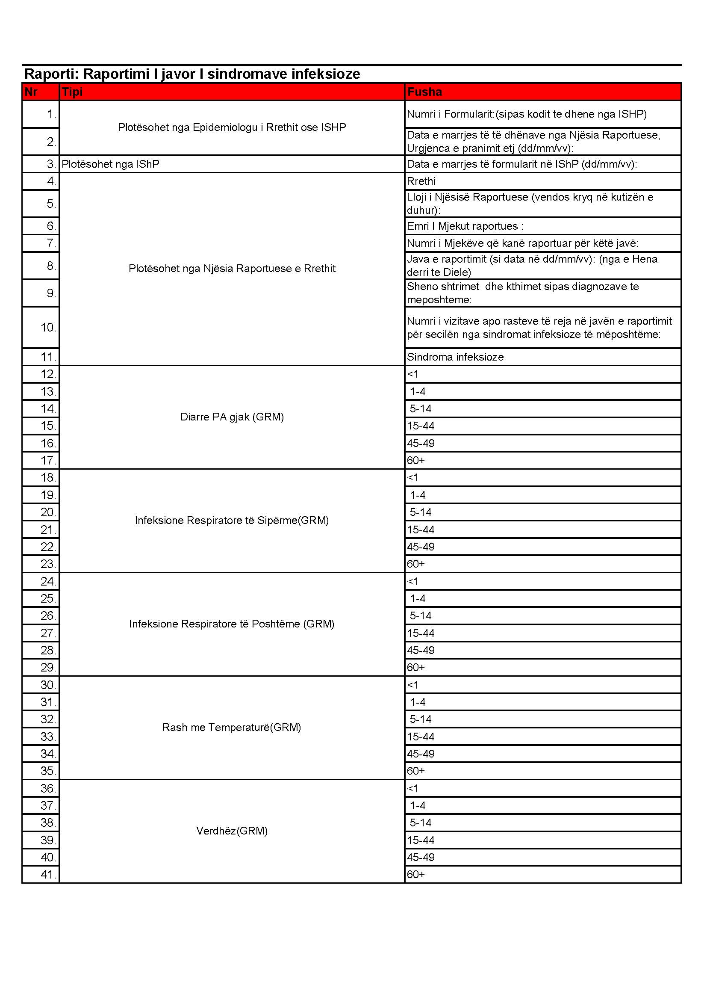 Raporti: Raportimi I javor I sindromave infeksioze
Nr Tipi Fusha
1. Plotësohet nga Epidemiologu i Rrethit ose ISHP Numri i Formularit:(sipas kodit te dhene nga ISHP)
2. Data e marrjes të të dhënave nga Njësia Raportuese,
Urgjenca e pranimit etj (dd/mm/vv):
3. Plotësohet nga IShP Data e marrjes të formularit në IShP (dd/mm/vv):
4. Plotësohet nga Njësia Raportuese e Rrethit Rrethi
5. Lloji i Njësisë Raportuese (vendos kryq në kutizën e
duhur):
6. Emri I Mjekut raportues :
7. Numri i Mjekëve që kanë raportuar për këtë javë:
8. Java e raportimit (si data në dd/mm/vv): (nga e Hena
derri te Diele)
9. Sheno shtrimet  dhe kthimet sipas diagnozave te
meposhteme:
10. Numri i vizitave apo rasteve të reja në javën e raportimit
për secilën nga sindromat infeksioze të mëposhtëme:
11. Sindroma infeksioze
12. Diarre PA gjak (GRM) <1
13. 1-4
14. 5-14
15. 15-44
16. 45-49
17. 60+
18. Infeksione Respiratore të Sipërme(GRM) <1
19. 1-4
20. 5-14
21. 15-44
22. 45-49
23. 60+
24. Infeksione Respiratore të Poshtëme (GRM) <1
25. 1-4
26. 5-14
27. 15-44
28. 45-49
29. 60+
30. Rash me Temperaturë(GRM) <1
31. 1-4
32. 5-14
33. 15-44
34. 45-49
35. 60+
36. Verdhëz(GRM) <1
37. 1-4
38. 5-14
39. 15-44
40. 45-49
41. 60+